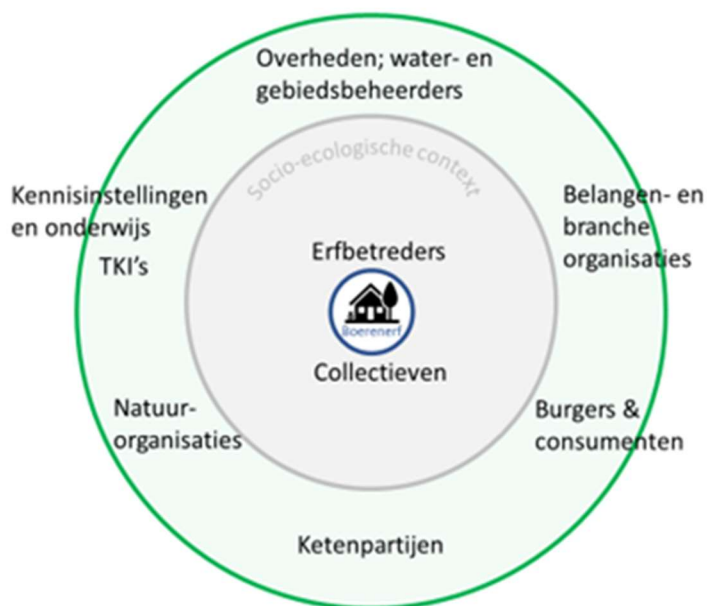 Overheden; water- en
gebiedsbeheerders
Socio-ecologische context
Kennisinstellingen
en onderwijs
TKI's
Belangen- en
branche
organisaties
Erfbetreders
Boerenerf
Collectieven
Natuur-
organisaties
Burgers &
consumenten
Ketenpartijen